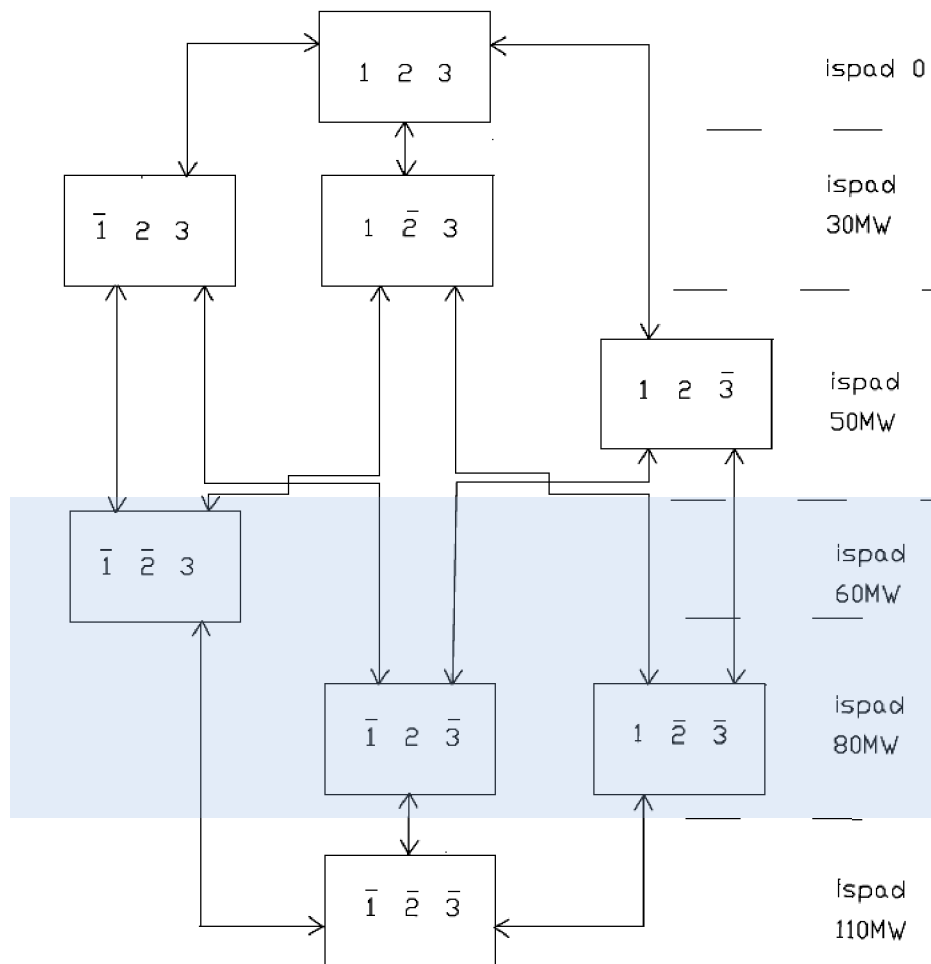 1 2 3
ispad 0
1̅ 2 3
1 2̅ 3
ispad
30MW
1 2 3̅
ispad
50MW
1̅ 2̅ 3
ispad
60MW
1̅ 2 3̅
1 2̅ 3̅
ispad
80MW
1̅ 2̅ 3̅
ispad
110MW